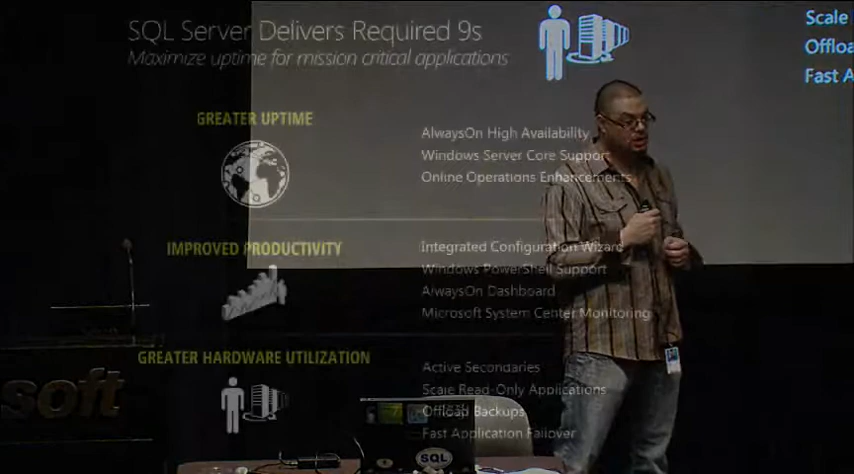 SQL Server Delivers Required 9s
Maximize uptime for mission critical applications
Scale
Offloa
Fast A
GREATER UPTIME
AlwaysOn High Availability
Windows Server Core Support
Online Operations Enhancements
IMPROVED PRODUCTIVITY
Integrated Configuration Wizard
Windows PowerShell Support
AlwaysOn Dashboard
Microsoft System Center Monitoring
GREATER HARDWARE UTILIZATION
Active Secondaries
Scale Read-Only Applications
Offload Backups
Fast Application Failover
soft
SQL